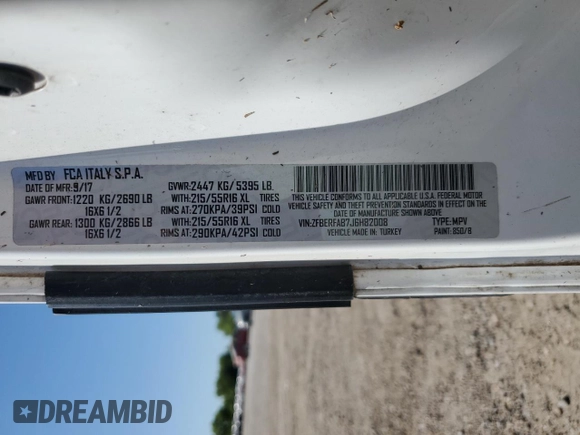 MFD BY FCA ITALY S.P.A.
DATE OF MFR: 9/17 GVWR: 2447 KG/ 5395 LB
GAWR FRONT: 1220 KG/2690 LB WITH: 215/55R16 XL TIRES
16X6 1/2 RIMS AT: 270KPA/39PSI COLD
GAWR REAR: 1300 KG/2866 LB WITH: 215/55R16 XL TIRES
16X6 1/2 RIMS AT: 290KPA/42PSI COLD
THIS VEHICLE CONFORMS TO ALL APPLICABLE U.S.A. FEDERAL MOTOR
VEHICLE SAFETY STANDARDS IN EFFECT
ON THE DATE OF MANUFACTURE SHOWN ABOVE.
VIN: ZFBERFAB7J6H82008 TYPE: MPV
VEHICLE MADE IN: TURKEY PAINT: 950/B
DREAMBID